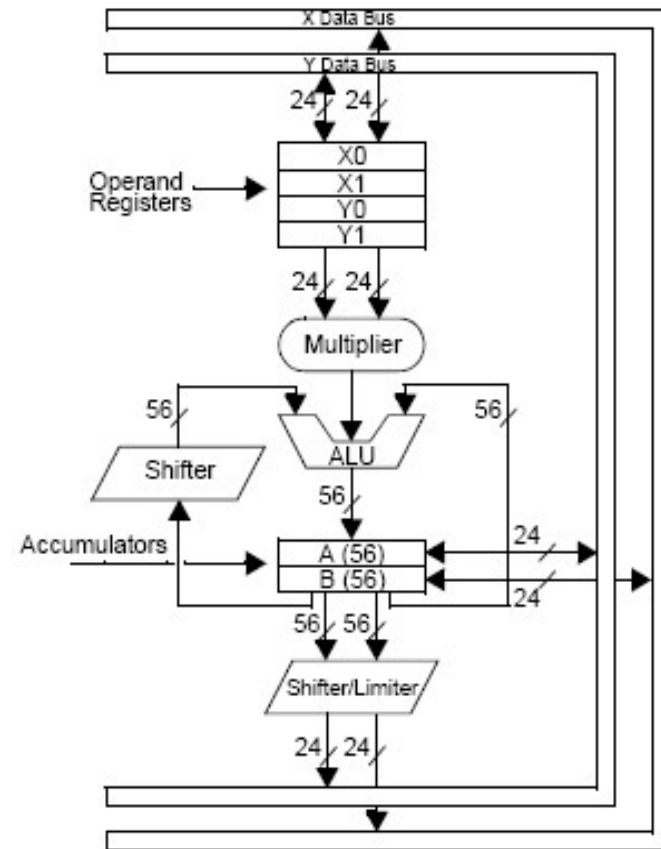 X Data Bus
Y Data Bus
24 24
X0
Operand
Registers
X1
Y0
Y1
24 24
Multiplier
56
56
Shifter
ALU
56
Accumulators
A (56)
24
B (56)
24
56 56
Shifter/Limiter
24 24